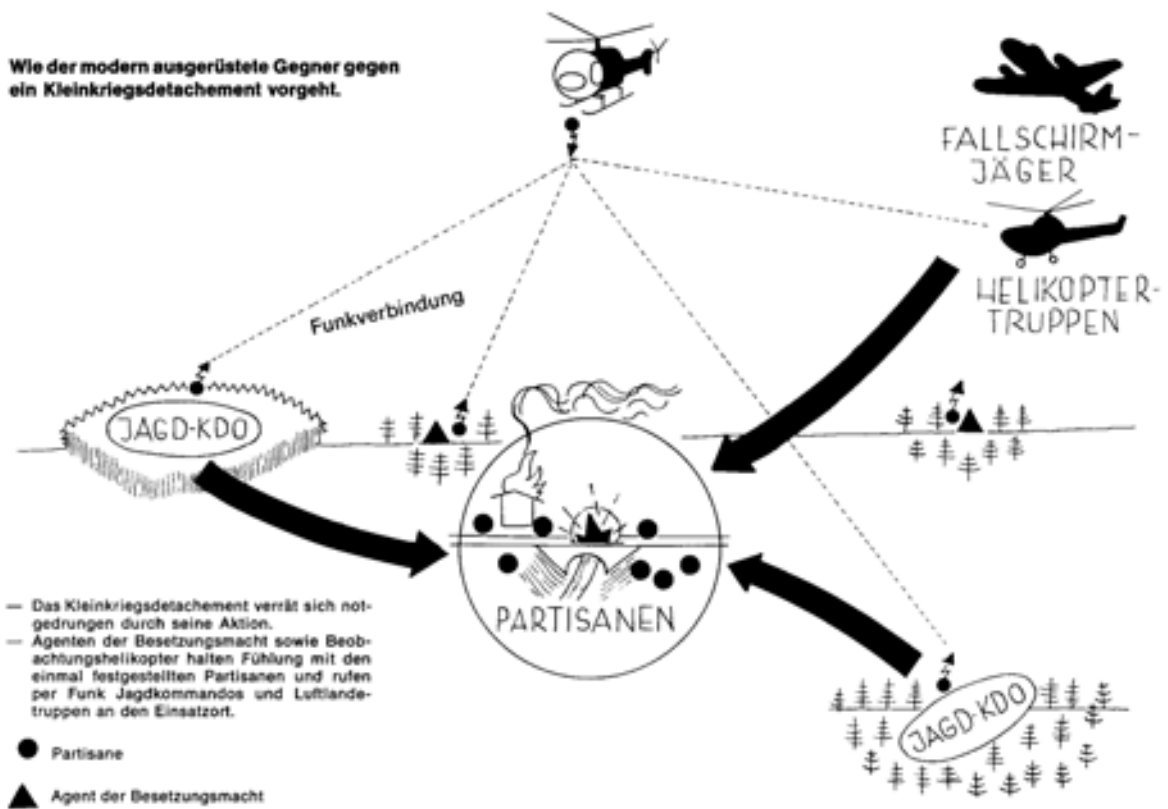 Wie der modern ausgerüstete Gegner gegen
ein Kleinkriegsdetachement vorgeht.
FALLSCHIRM-
JÄGER
HELIKOPTER-
TRUPPEN
Funkverbindung
JAGD-KDO
PARTISANEN
JAGD-KDO
— Das Kleinkriegsdetachement verrät sich not-
gedrungen durch seine Aktion.
— Agenten der Besetzungsmacht sowie Beob-
achtungshelikopter halten Fühlung mit den
einmal festgestellten Partisanen und rufen
per Funk Jagdkommandos und Luftlande-
truppen an den Einsatzort.
Partisane
Agent der Besetzungsmacht